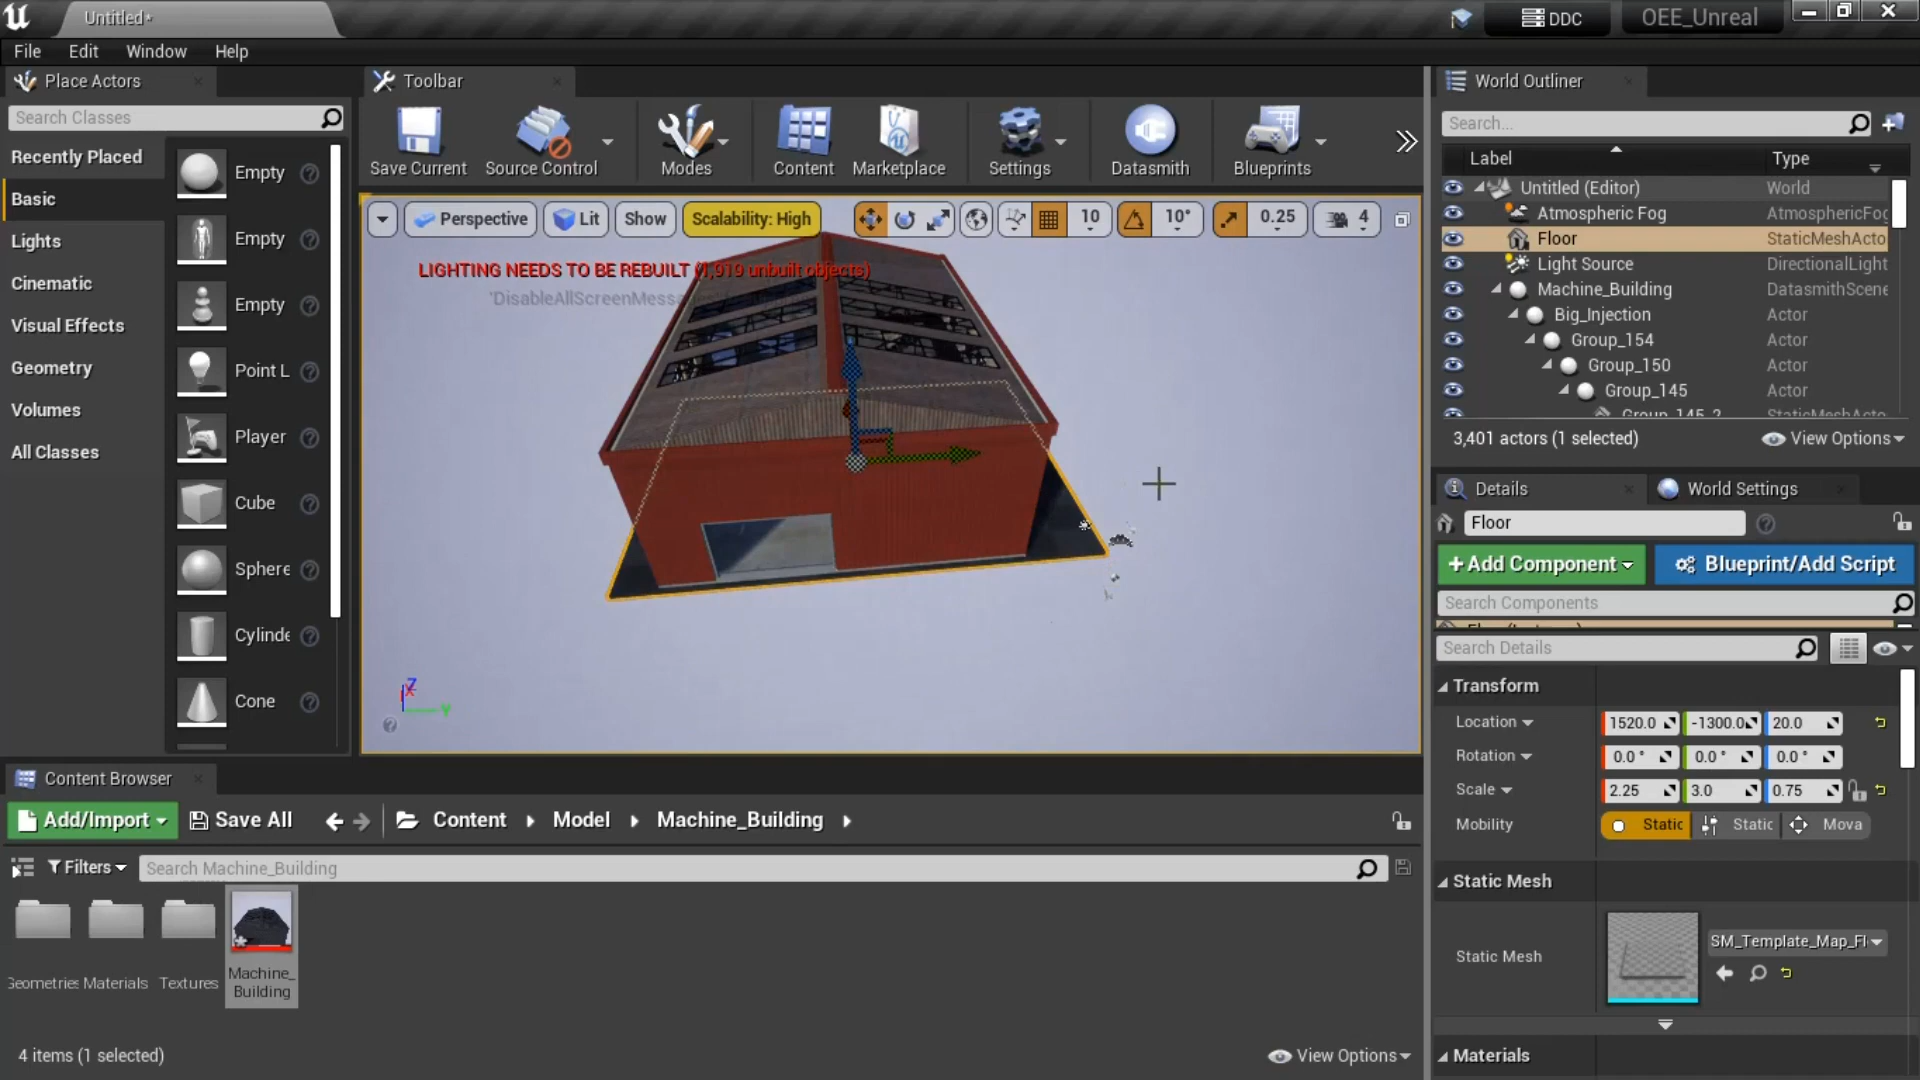 Untitled*
DDC
OEE_Unreal
File
Edit
Window
Help
Place Actors
Search Classes
Recently Placed
Basic
Lights
Cinematic
Visual Effects
Geometry
Volumes
All Classes
Empty
Empty
Empty
Point L
Player
Cube
Sphere
Cylinde
Cone
Toolbar
Save Current
Source Control
Modes
Content
Marketplace
Settings
Datasmith
Blueprints
Perspective
Lit
Show
Scalability: High
10
10°
0.25
4
LIGHTING NEEDS TO BE REBUILT (1,919 unbuilt objects)
'DisableAllScreenMessa
Z
X
Y
World Outliner
Search...
Label
Type
Untitled (Editor)
World
Atmospheric Fog
AtmosphericFog
Floor
StaticMeshActo
Light Source
DirectionalLight
Machine_Building
DatasmithScene
Big_Injection
Actor
Group_154
Actor
Group_150
Actor
Group_145
Actor
Group_145_2
StaticMeshActo
3,401 actors (1 selected)
View Options
Details
World Settings
Floor
+Add Component
Blueprint/Add Script
Search Components
Search Details
Transform
Location
1520.0
-1300.0
20.0
Rotation
0.0 °
0.0 °
0.0 °
Scale
2.25
3.0
0.75
Mobility
Static
Static
Mova
Static Mesh
Static Mesh
SM_Template_Map_Fl
Materials
Content Browser
Add/Import
Save All
Content
Model
Machine_Building
Filters
Search Machine_Building
Geometries
Materials
Textures
Machine_
Building
4 items (1 selected)
View Options